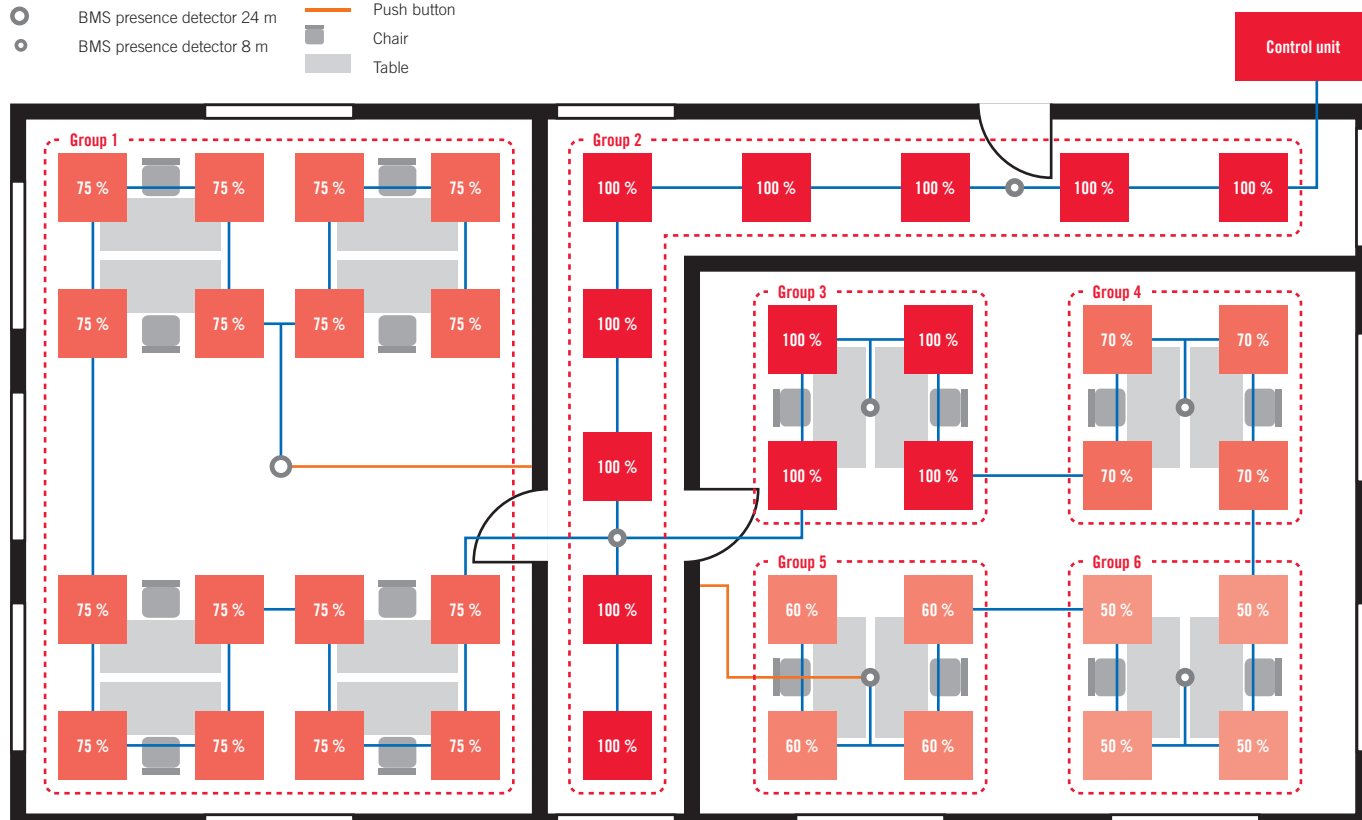 BMS presence detector 24 m
BMS presence detector 8 m
Push button
Chair
Table
Control unit
Group 1
75 % 75 % 75 % 75 %
75 % 75 % 75 % 75 %
75 % 75 % 75 % 75 %
75 % 75 % 75 % 75 %
Group 2
100 % 100 % 100 % 100 % 100 %
100 %
100 %
100 %
100 %
Group 3
100 % 100 %
100 % 100 %
Group 4
70 % 70 %
70 % 70 %
Group 5
60 % 60 %
60 % 60 %
Group 6
50 % 50 %
50 % 50 %